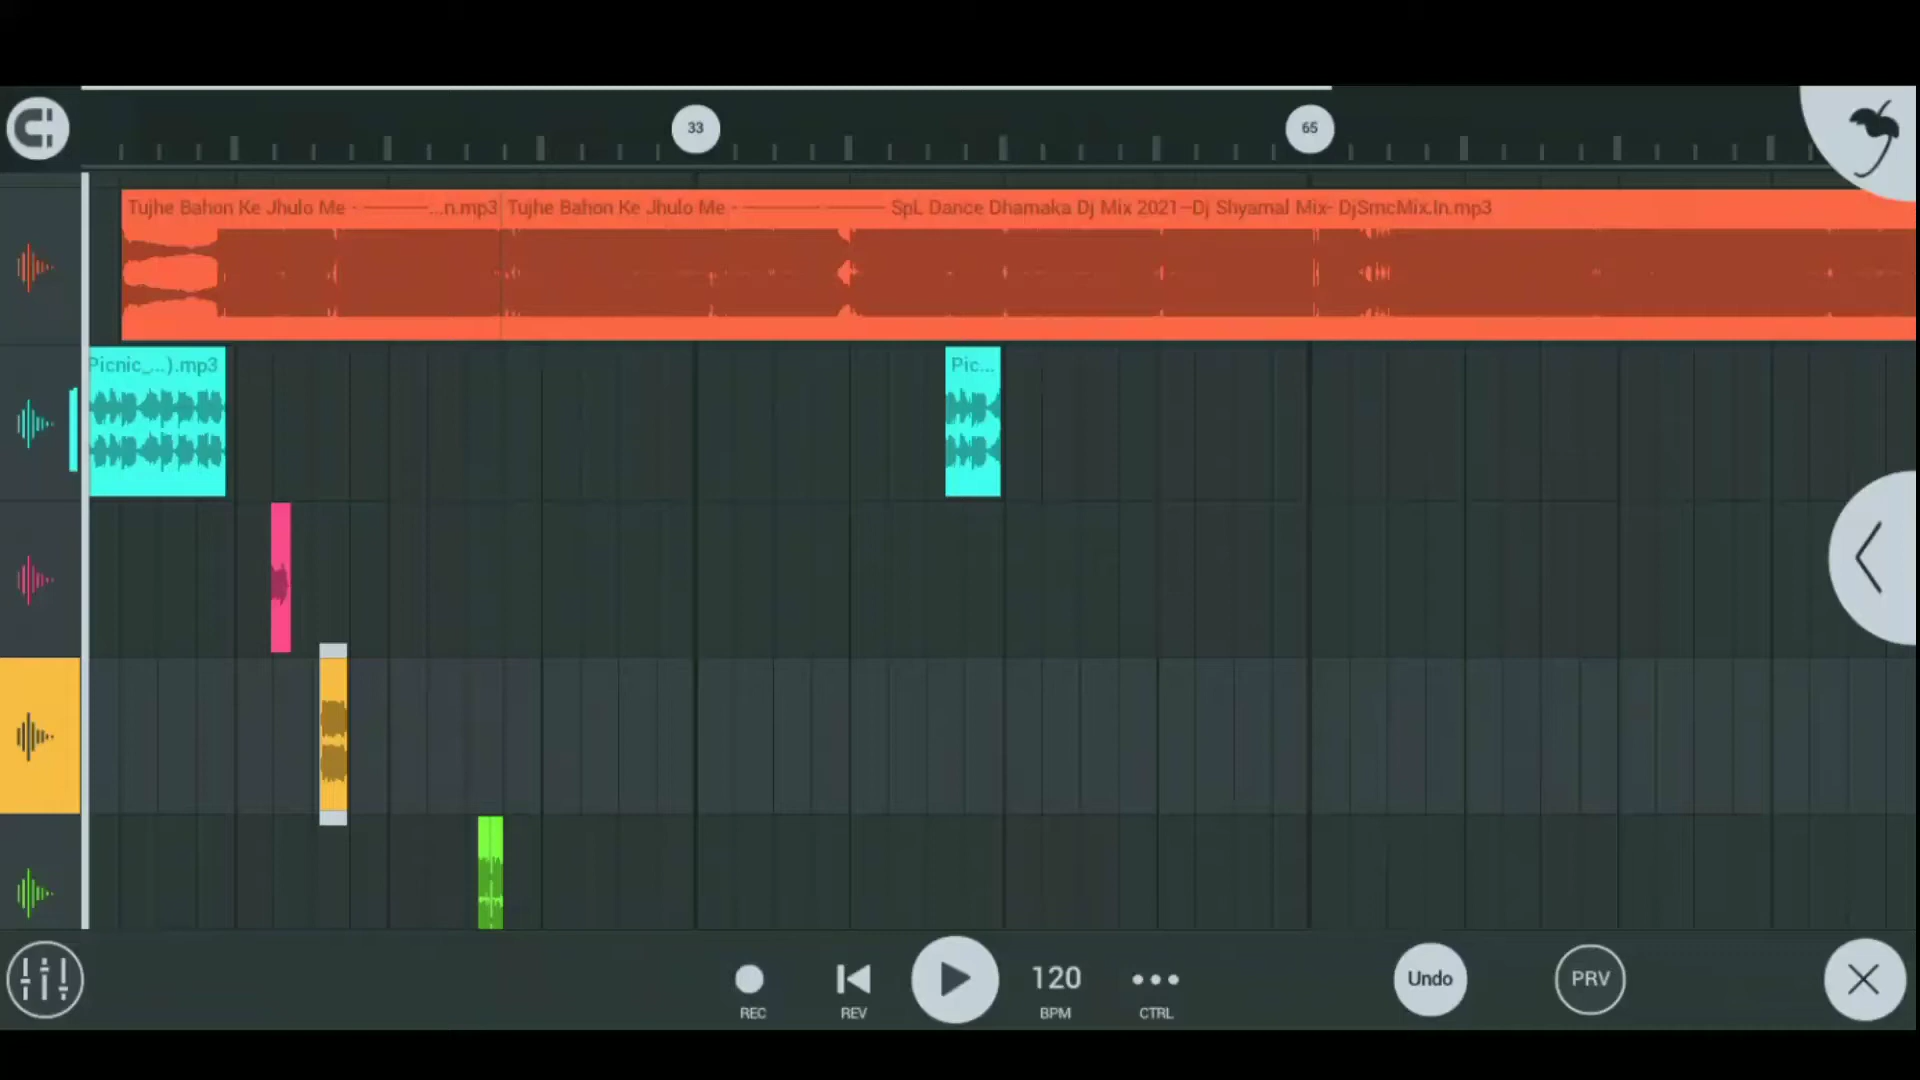 33
65
Tujhe Bahon Ke Jhulo Me - ————...n.mp3
Tujhe Bahon Ke Jhulo Me - ————— ———— SpL Dance Dhamaka Dj Mix 2021--Dj Shyamal Mix- DjSmcMix.In.mp3
Picnic_...).mp3
Pic...
120
Undo
PRV
REC
REV
BPM
CTRL